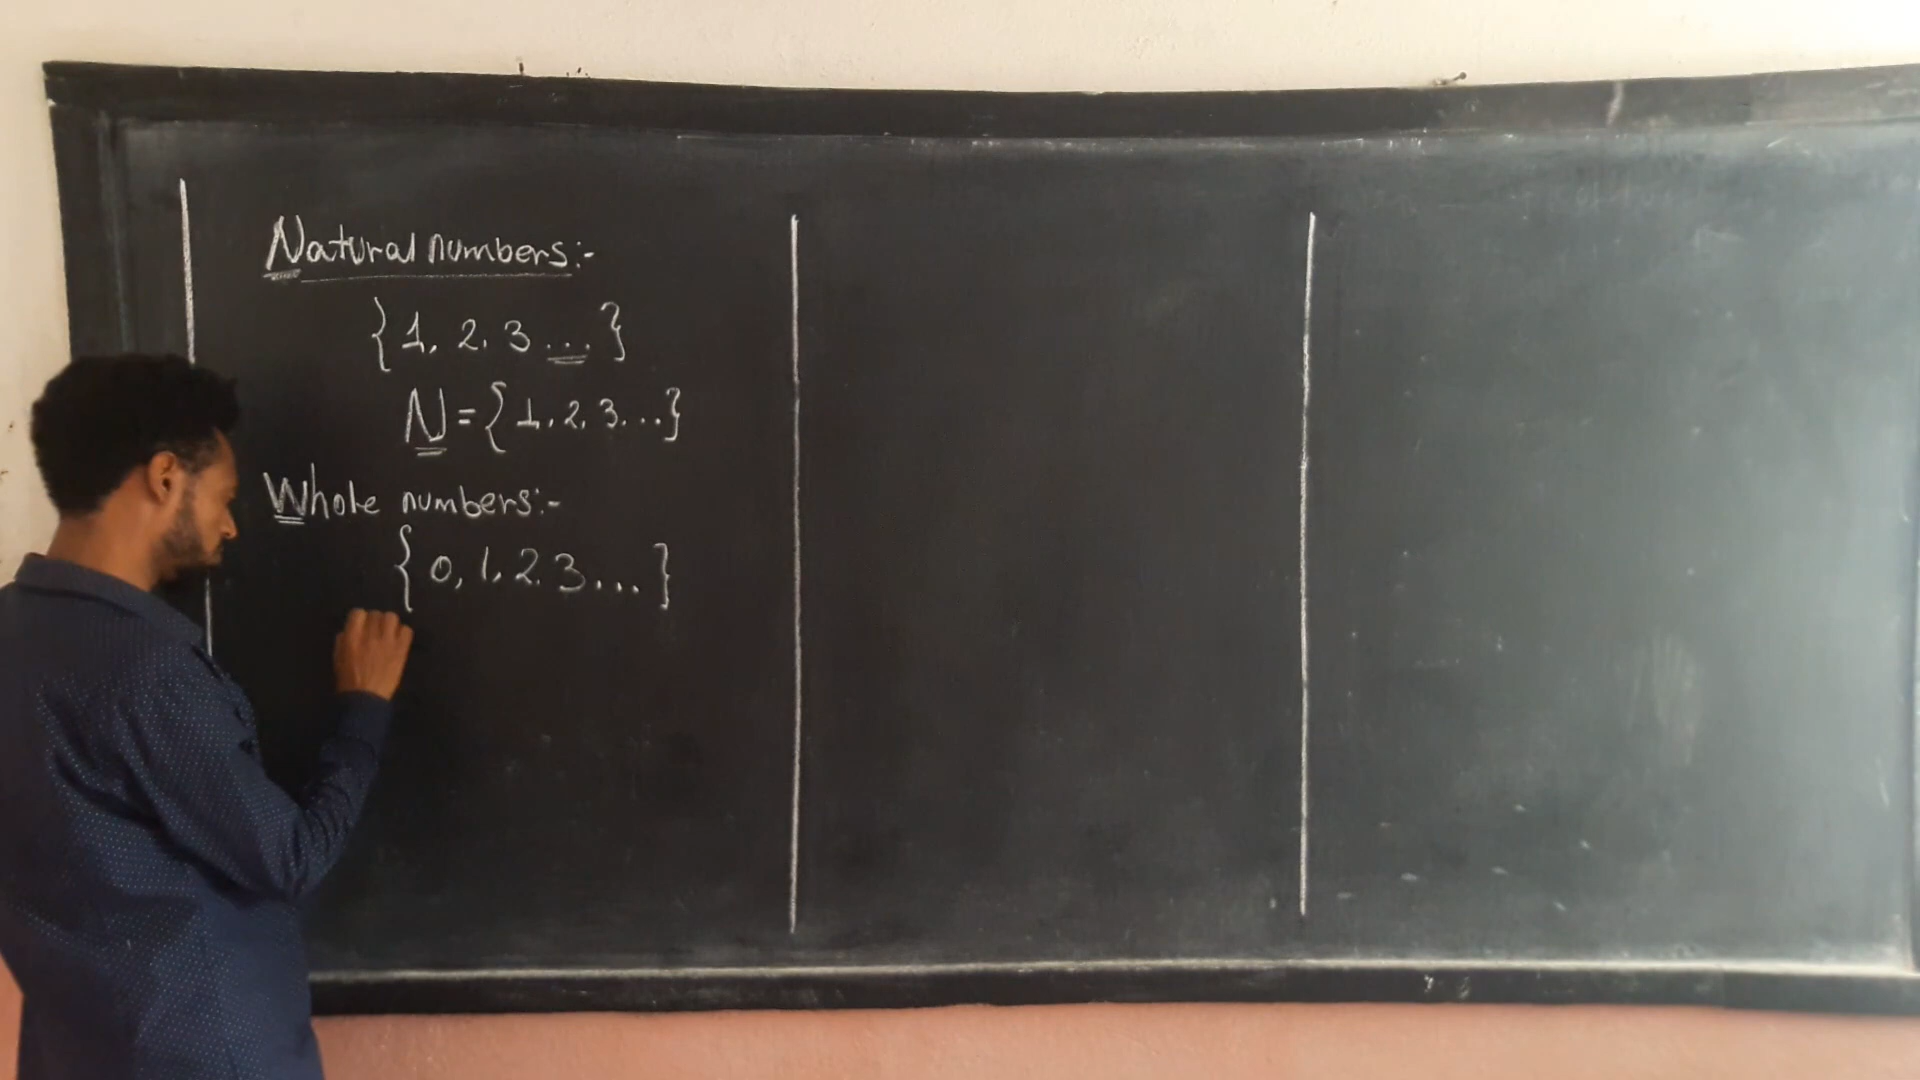 Natural numbers:-
{1, 2, 3 ...}
N = {1, 2, 3...}
Whole numbers:-
{0, 1, 2, 3 ...}